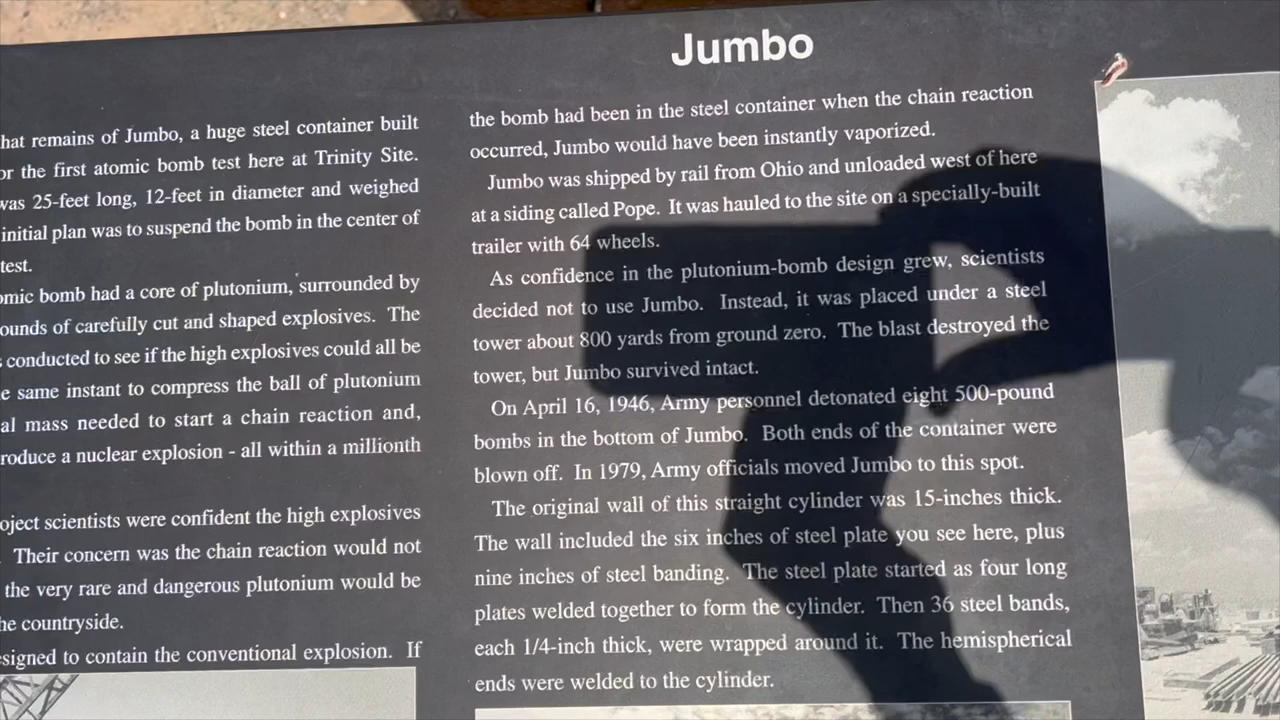 Jumbo
hat remains of Jumbo, a huge steel container built
or the first atomic bomb test here at Trinity Site.
was 25-feet long, 12-feet in diameter and weighed
initial plan was to suspend the bomb in the center of
test.
omic bomb had a core of plutonium, surrounded by
ounds of carefully cut and shaped explosives. The
s conducted to see if the high explosives could all be
e same instant to compress the ball of plutonium
al mass needed to start a chain reaction and,
roduce a nuclear explosion - all within a millionth
oject scientists were confident the high explosives
Their concern was the chain reaction would not
the very rare and dangerous plutonium would be
he countryside.
signed to contain the conventional explosion. If
the bomb had been in the steel container when the chain reaction
occurred, Jumbo would have been instantly vaporized.
Jumbo was shipped by rail from Ohio and unloaded west of here
at a siding called Pope. It was hauled to the site on a specially-built
trailer with 64 wheels.
As confidence in the plutonium-bomb design grew, scientists
decided not to use Jumbo. Instead, it was placed under a steel
tower about 800 yards from ground zero. The blast destroyed the
tower, but Jumbo survived intact.
On April 16, 1946, Army personnel detonated eight 500-pound
bombs in the bottom of Jumbo. Both ends of the container were
blown off. In 1979, Army officials moved Jumbo to this spot.
The original wall of this straight cylinder was 15-inches thick.
The wall included the six inches of steel plate you see here, plus
nine inches of steel banding. The steel plate started as four long
plates welded together to form the cylinder. Then 36 steel bands,
each 1/4-inch thick, were wrapped around it. The hemispherical
ends were welded to the cylinder.